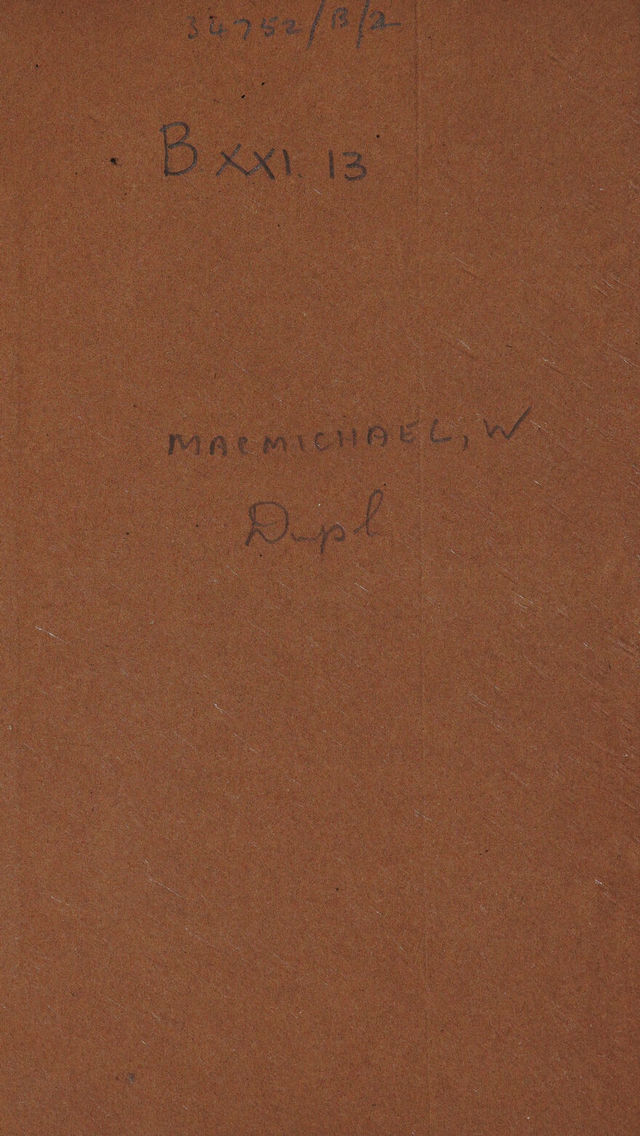 34752/B/2
B XXI. 13
MACMICHAEL, W
Dupl